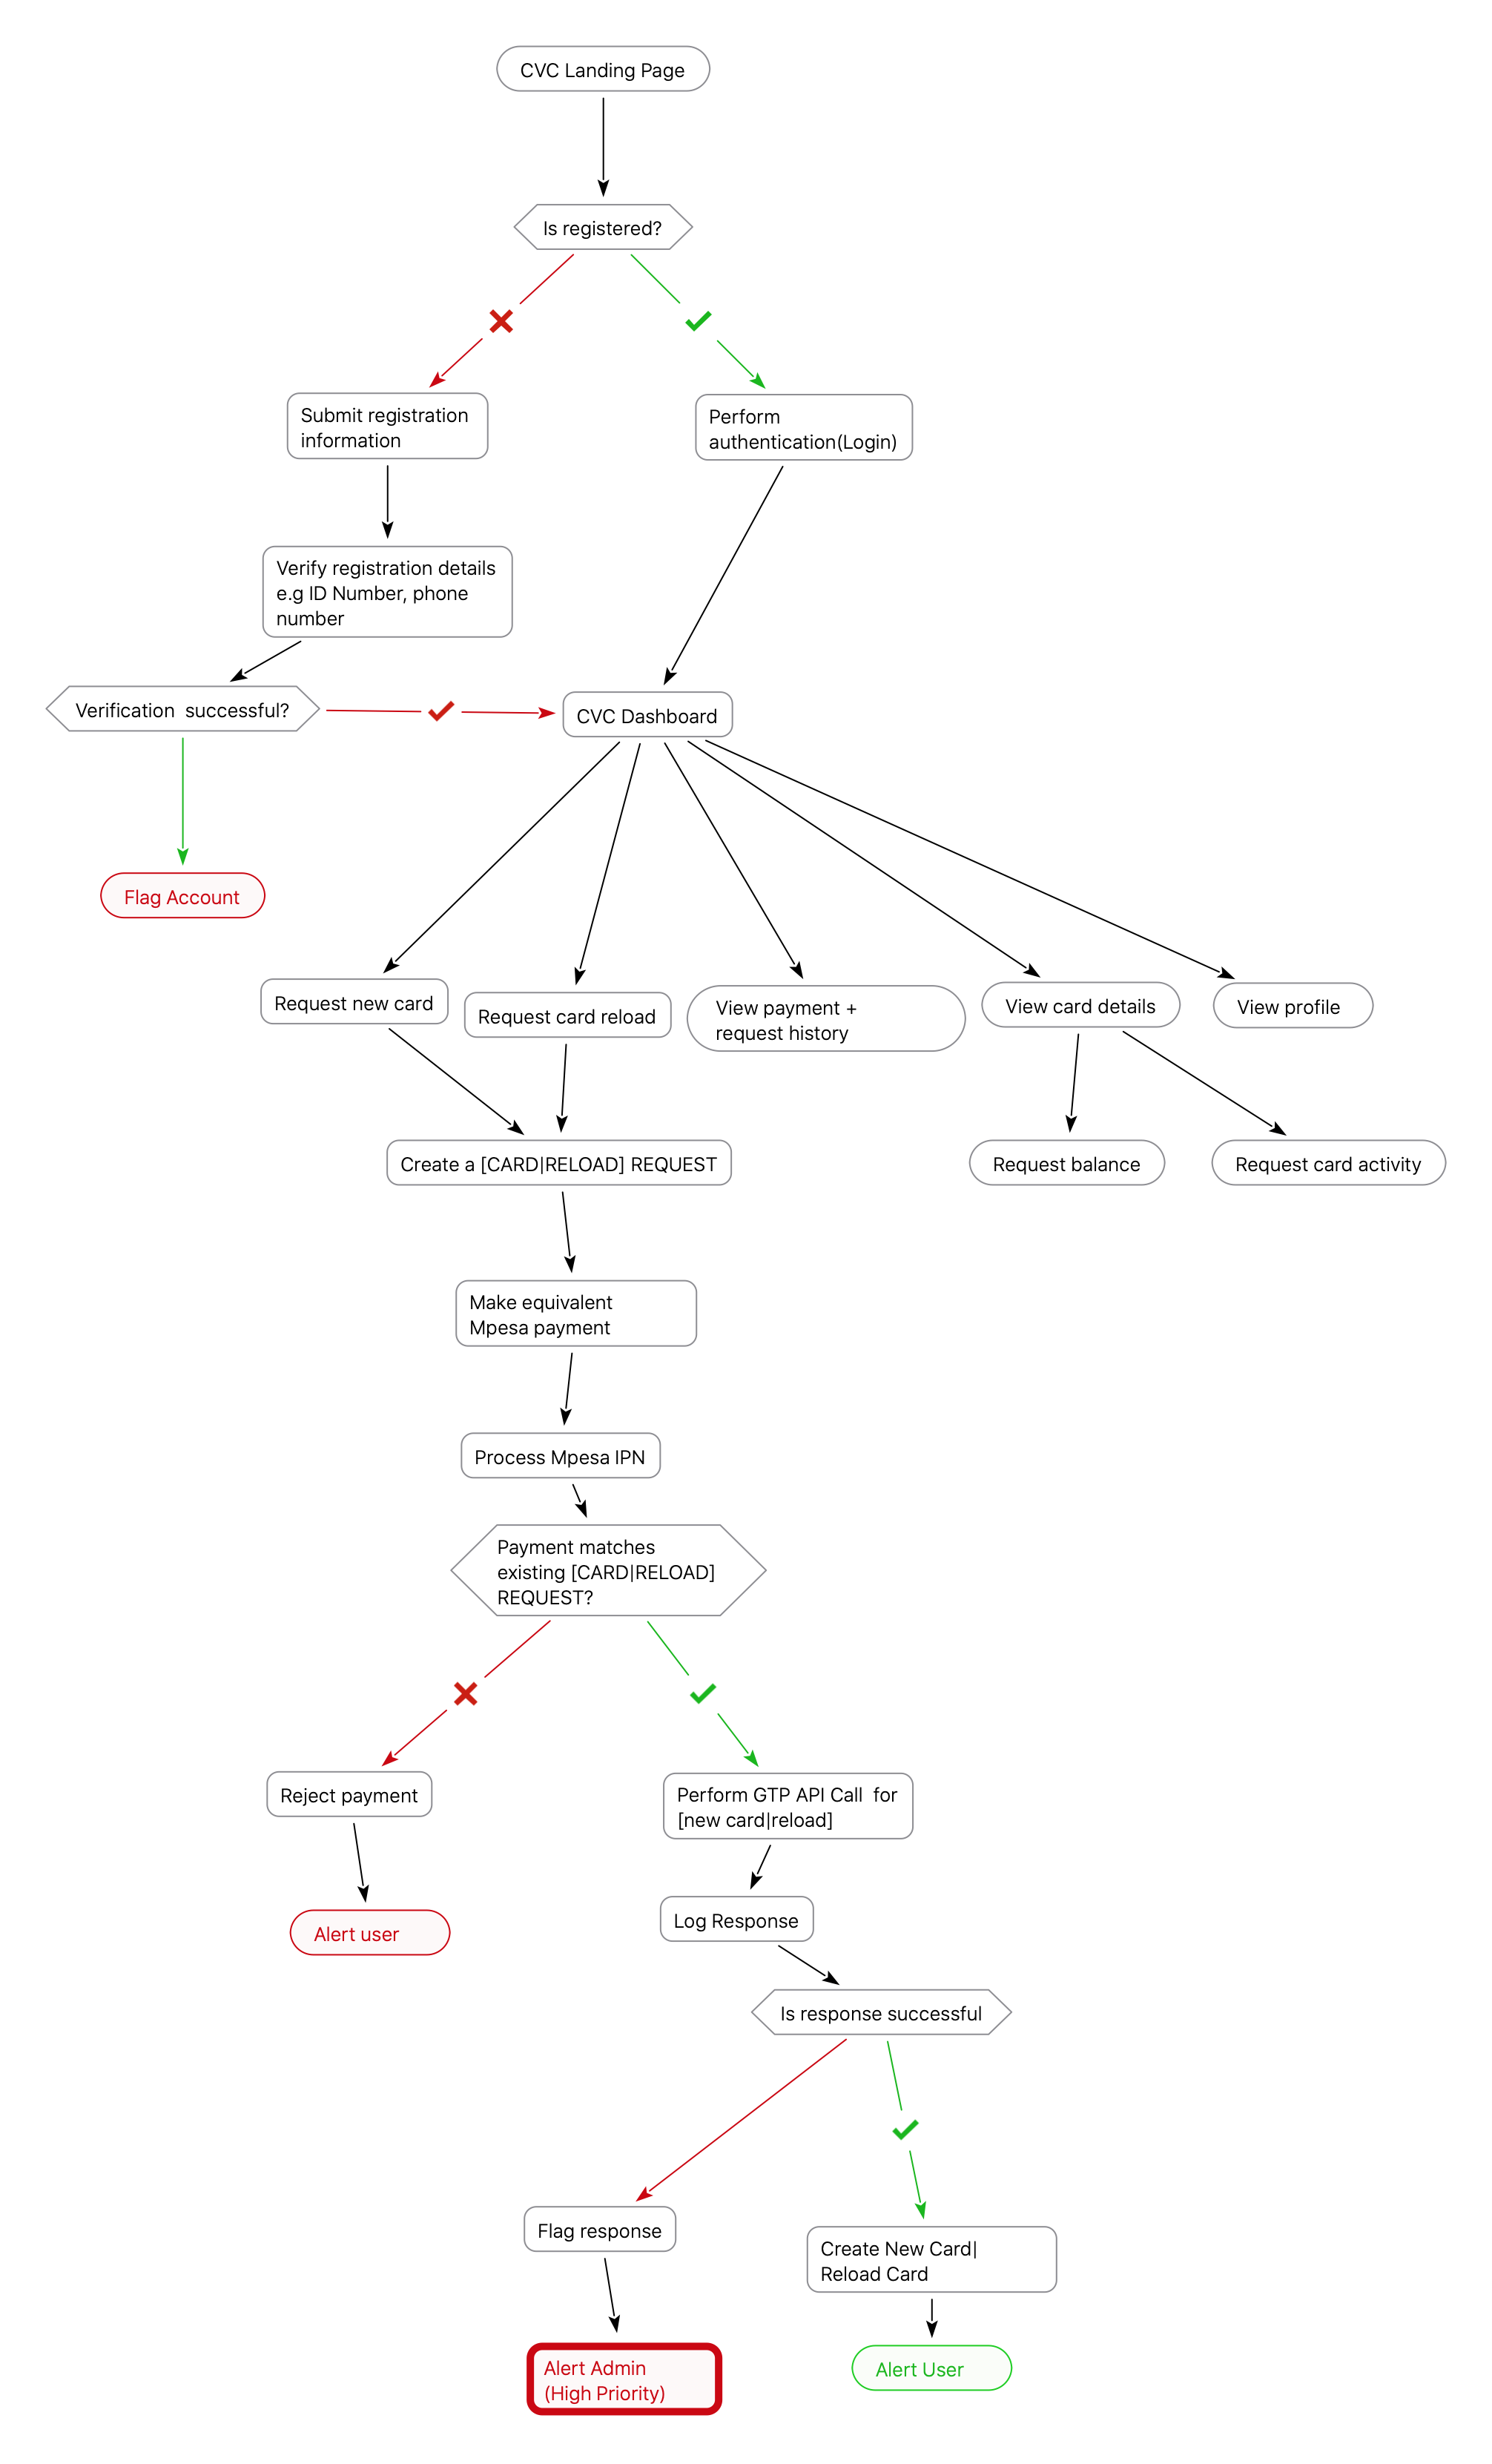 CVC Landing Page
Is registered?
Submit registration
information
Perform
authentication(Login)
Verify registration details
e.g ID Number, phone
number
Verification  successful?
CVC Dashboard
Flag Account
Request new card
Request card reload
View payment +
request history
View card details
View profile
Create a [CARD|RELOAD] REQUEST
Request balance
Request card activity
Make equivalent
Mpesa payment
Process Mpesa IPN
Payment matches
existing [CARD|RELOAD]
REQUEST?
Reject payment
Perform GTP API Call  for
[new card|reload]
Alert user
Log Response
Is response successful
Flag response
Create New Card|
Reload Card
Alert Admin
(High Priority)
Alert User